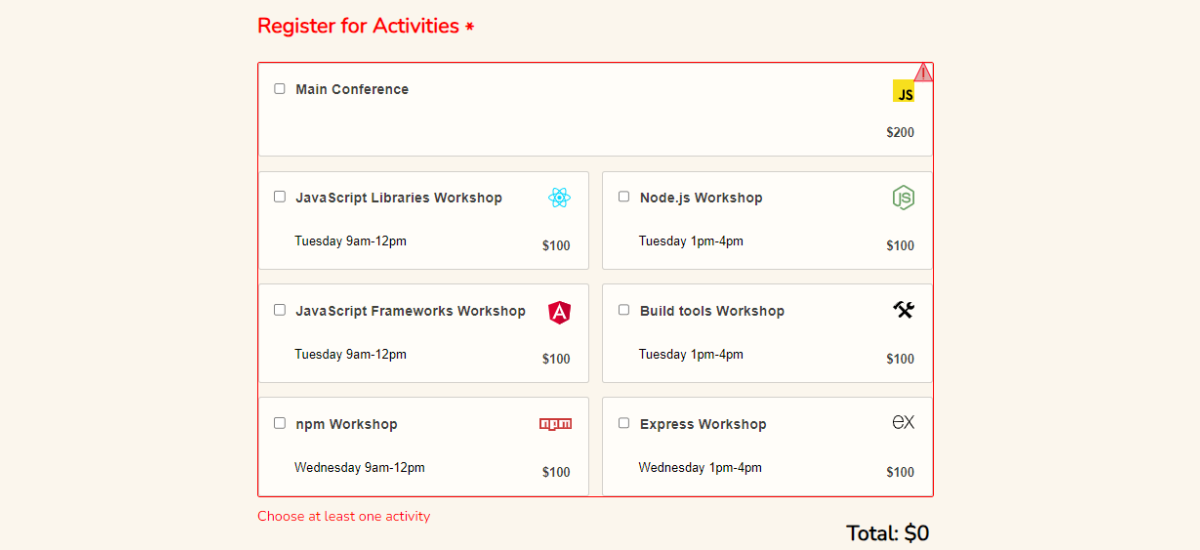 Register for Activities *
Main Conference
JS
$200
JavaScript Libraries Workshop
Tuesday 9am-12pm
$100
Node.js Workshop
JS
Tuesday 1pm-4pm
$100
JavaScript Frameworks Workshop
A
Tuesday 9am-12pm
$100
Build tools Workshop
Tuesday 1pm-4pm
$100
npm Workshop
npm
Wednesday 9am-12pm
$100
Express Workshop
ex
Wednesday 1pm-4pm
$100
Choose at least one activity
Total: $0